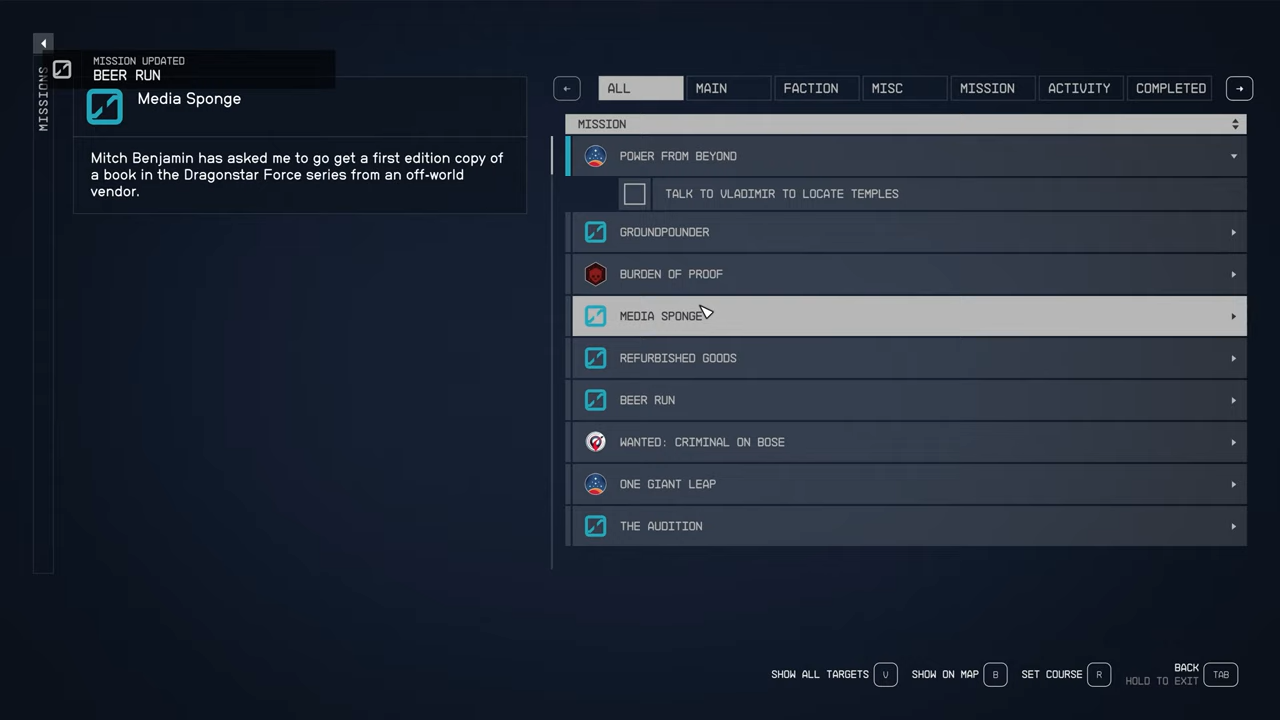 MISSION UPDATED
BEER RUN
MISSIONS
Media Sponge
Mitch Benjamin has asked me to go get a first edition copy of
a book in the Dragonstar Force series from an off-world
vendor.
ALL MAIN FACTION MISC MISSION ACTIVITY COMPLETED
MISSION
POWER FROM BEYOND
TALK TO VLADIMIR TO LOCATE TEMPLES
GROUNDPOUNDER
BURDEN OF PROOF
MEDIA SPONGE
REFURBISHED GOODS
BEER RUN
WANTED: CRIMINAL ON BOSE
ONE GIANT LEAP
THE AUDITION
SHOW ALL TARGETS V SHOW ON MAP B SET COURSE R BACK TAB
HOLD TO EXIT